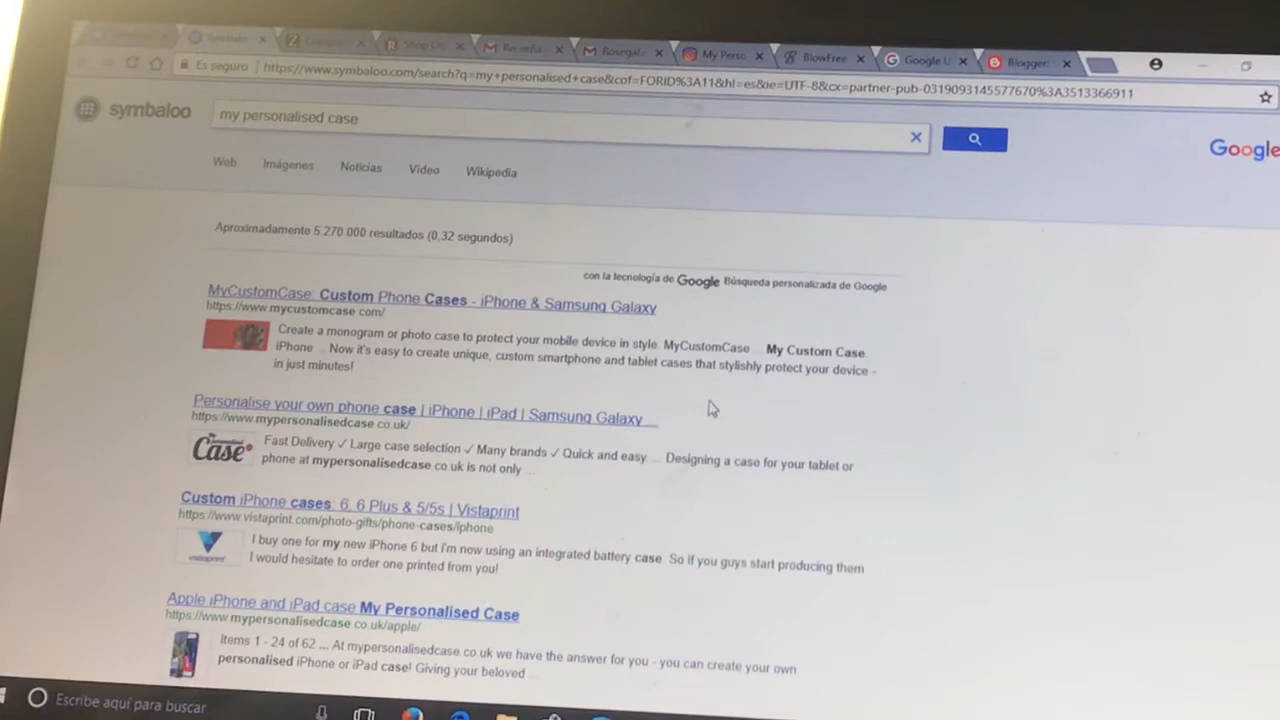 Symbaloo
Shop On
Reseña
Rosegal
My Perso
BlowFree
Google
Blogger:
Es seguro | https://www.symbaloo.com/search?q=my+personalised+case&cof=FORID%3A11&hl=es&ie=UTF-8&cx=partner-pub-0319093145577670%3A3513366911
symbaloo
my personalised case
Google
Web
Imágenes
Noticias
Vídeo
Wikipedia
Aproximadamente 5.270.000 resultados (0,32 segundos)
con la tecnología de Google Búsqueda personalizada de Google
MyCustomCase: Custom Phone Cases - iPhone & Samsung Galaxy
https://www.mycustomcase.com/
Create a monogram or photo case to protect your mobile device in style. MyCustomCase ... My Custom Case.
iPhone ... Now it's easy to create unique, custom smartphone and tablet cases that stylishly protect your device -
in just minutes!
Personalise your own phone case | iPhone | iPad | Samsung Galaxy ...
https://www.mypersonalisedcase.co.uk/
Case
Fast Delivery ✓ Large case selection ✓ Many brands ✓ Quick and easy. ... Designing a case for your tablet or
phone at mypersonalisedcase.co.uk is not only ...
Custom iPhone cases: 6, 6 Plus & 5/5s | Vistaprint
https://www.vistaprint.com/photo-gifts/phone-cases/iphone
vistaprint
I buy one for my new iPhone 6 but i'm now using an integrated battery case. So if you guys start producing them
I would hesitate to order one printed from you!
Apple iPhone and iPad case My Personalised Case
https://www.mypersonalisedcase.co.uk/apple/
Items 1 - 24 of 62 ... At mypersonalisedcase.co.uk we have the answer for you - you can create your own
personalised iPhone or iPad case! Giving your beloved ...
Escribe aquí para buscar